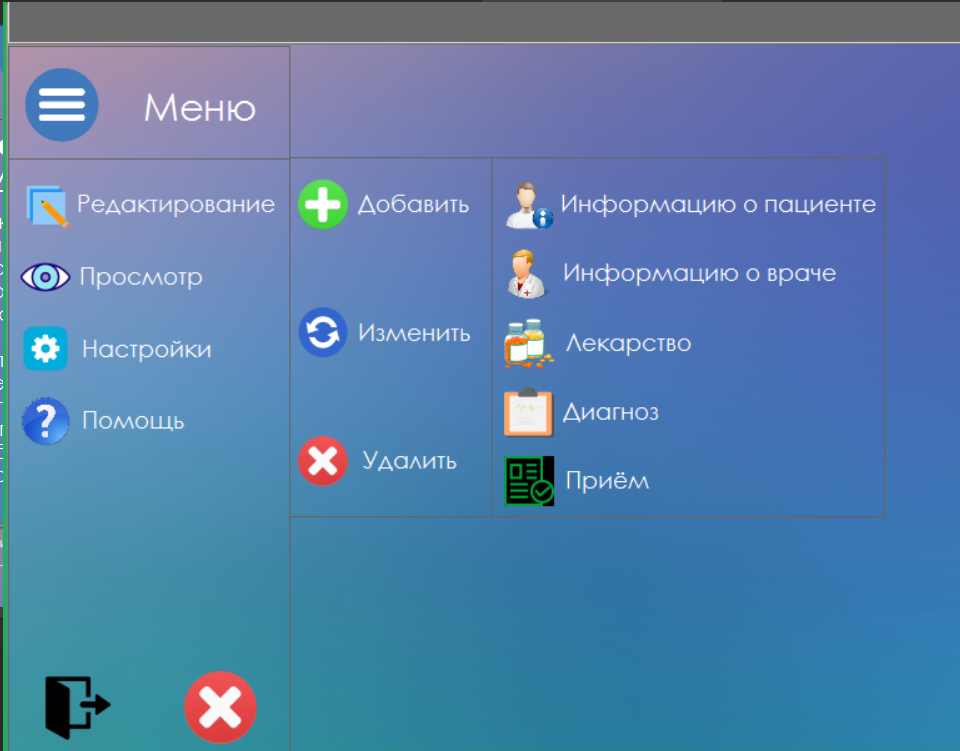 Меню
Редактирование
Просмотр
Настройки
Помощь
Добавить
Изменить
Удалить
Информацию о пациенте
Информацию о враче
Лекарство
Диагноз
Приём